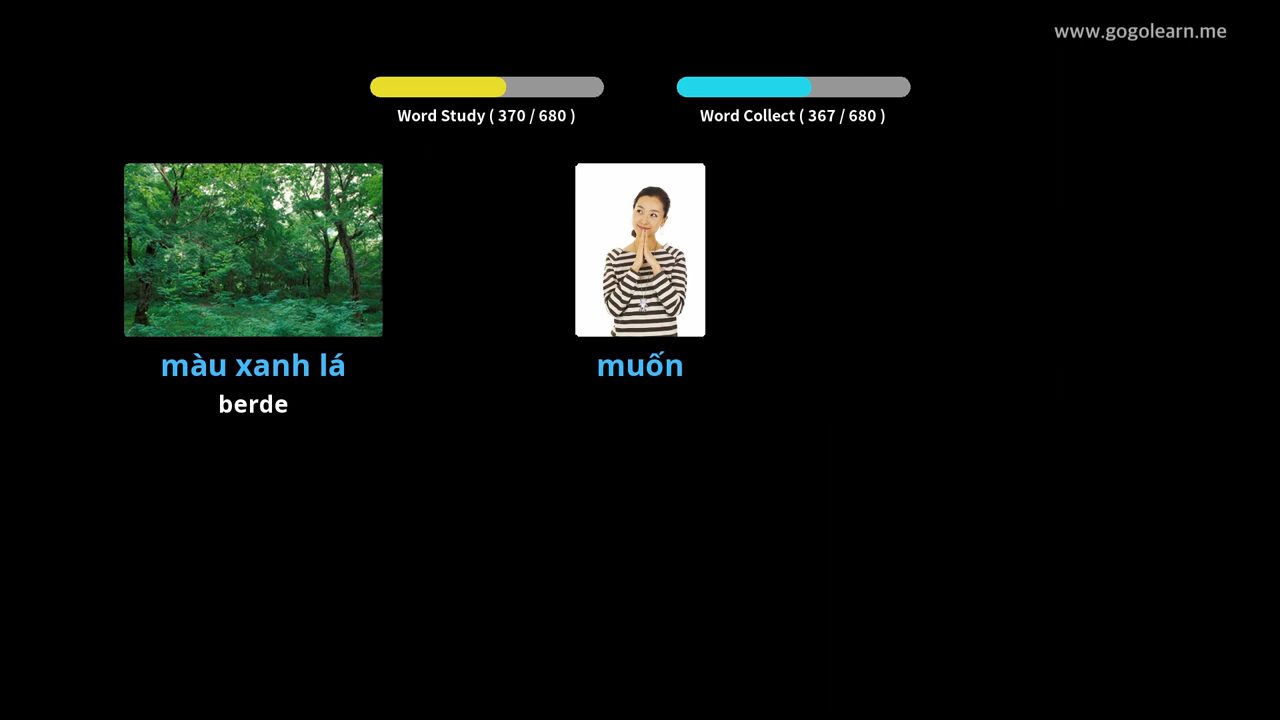 www.gogolearn.me
Word Study ( 370 / 680 )
Word Collect ( 367 / 680 )
màu xanh lá
berde
muốn